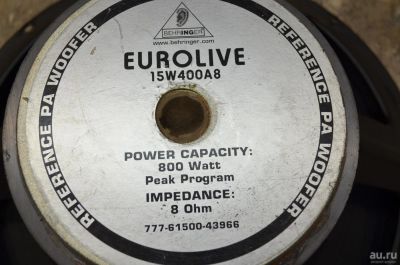 BEHRINGER
www.behringer.com
EUROLIVE
15W400A8
REFERENCE PA WOOFER
REFERENCE PA WOOFER
POWER CAPACITY:
800 Watt
Peak Program
IMPEDANCE:
8 Ohm
777-61500-43966
au.ru